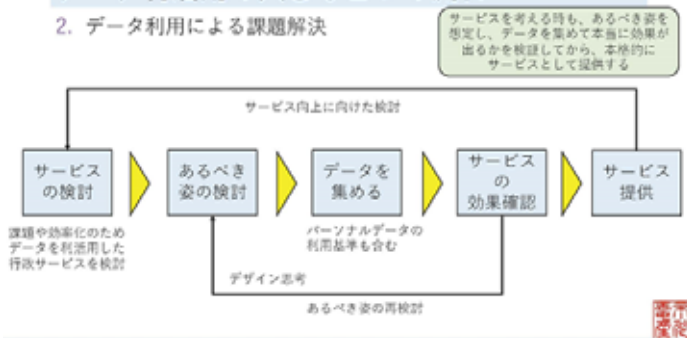 2. データ利用による課題解決
サービスを考える時も、あるべき姿を
想定し、データを集めて本当に効果が
出るかを検証してから、本格的に
サービスとして提供する
サービス向上に向けた検討
サービス
の検討
あるべき
姿の検討
データを
集める
サービス
の
効果確認
サービス
提供
課題や効率化のため
データを利活用した
行政サービスを検討
パーソナルデータの
利用基準も含む
デザイン思考
あるべき姿の再検討